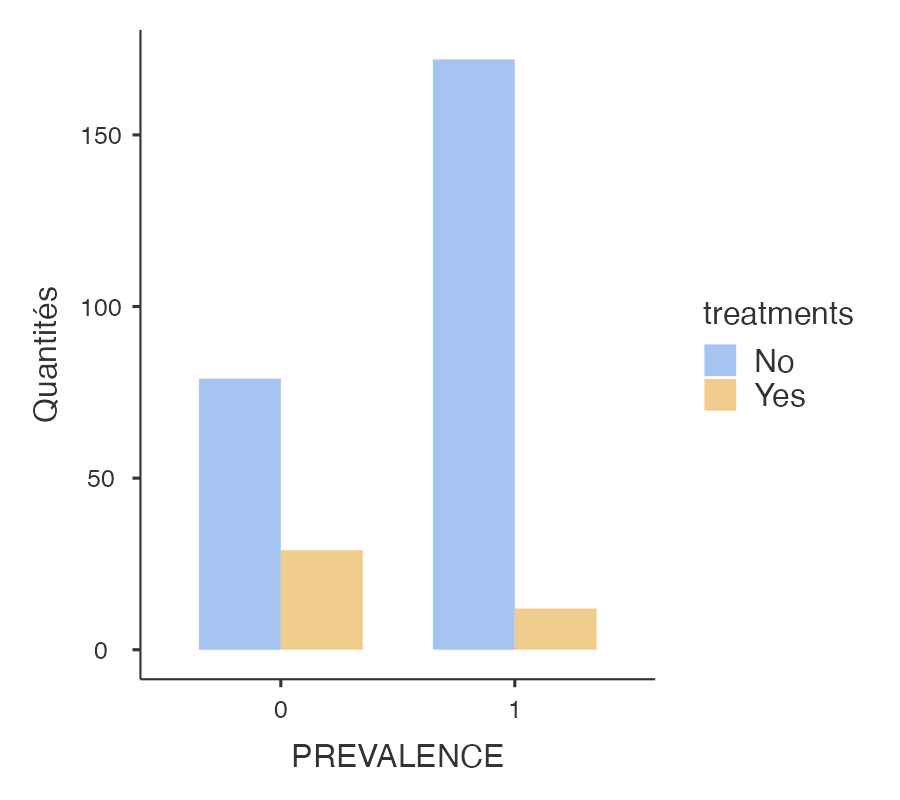 150
100
50
0
Quantités
0
1
PREVALENCE
treatments
No
Yes